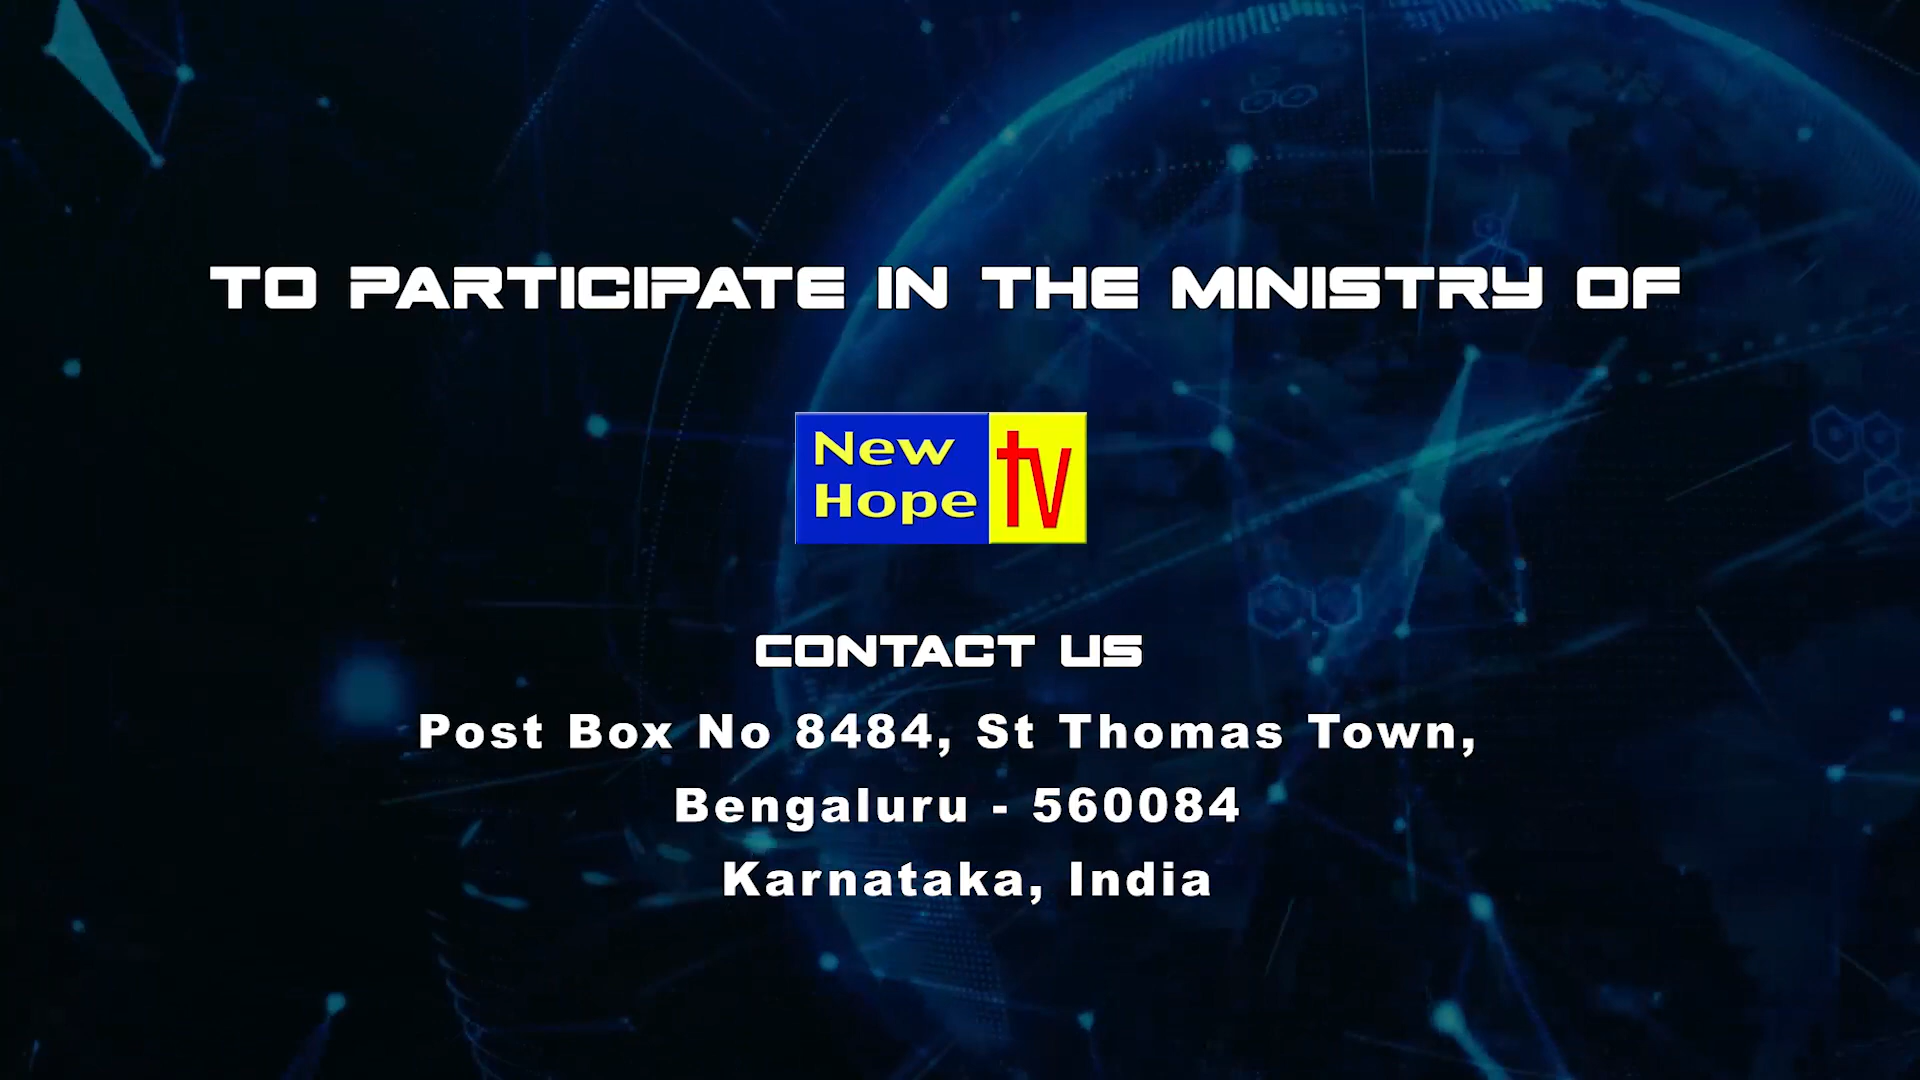 TO PARTICIPATE IN THE MINISTRY OF
New
Hope
tv
CONTACT US
Post Box No 8484, St Thomas Town,
Bengaluru - 560084
Karnataka, India